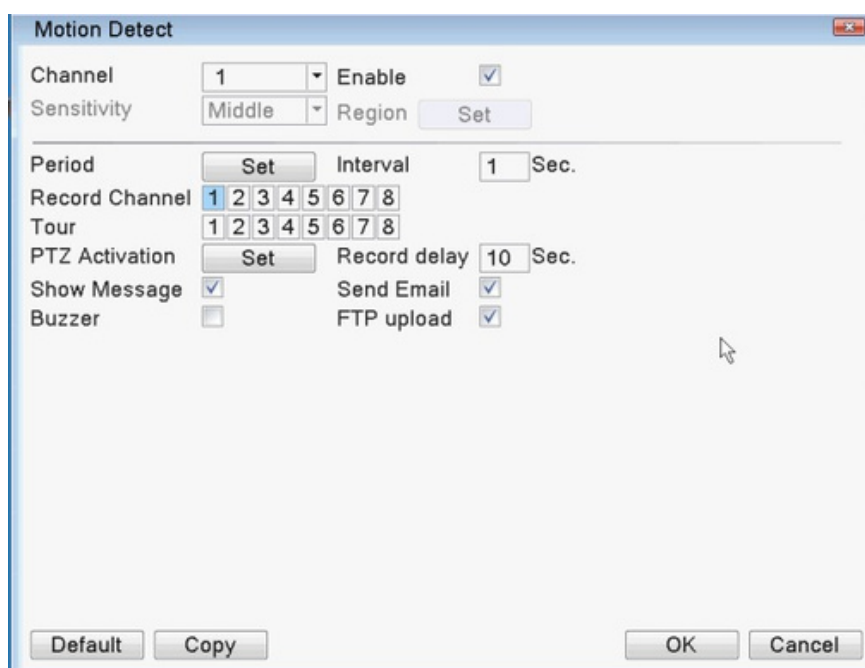 Motion Detect
Channel 1 Enable
Sensitivity Middle Region Set
Period Set Interval 1 Sec.
Record Channel 1 2 3 4 5 6 7 8
Tour 1 2 3 4 5 6 7 8
PTZ Activation Set Record delay 10 Sec.
Show Message Send Email
Buzzer FTP upload
Default Copy OK Cancel